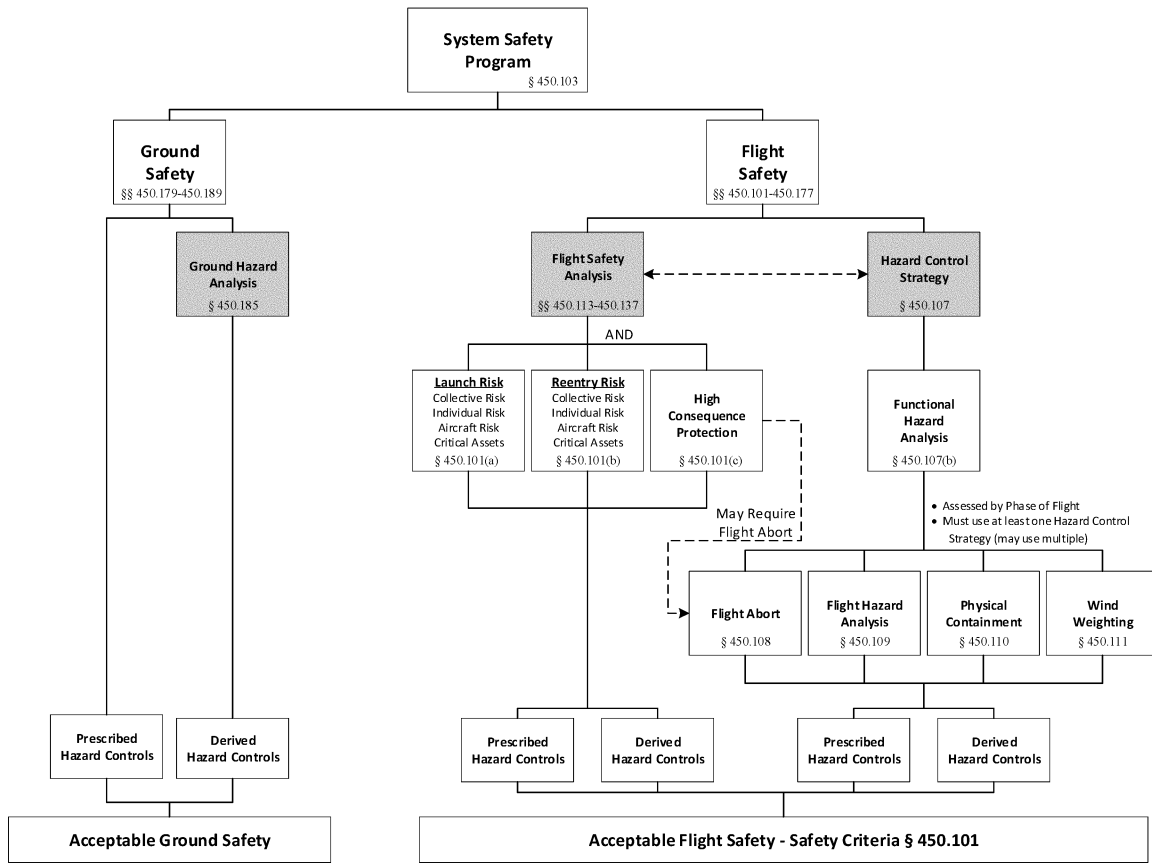 System Safety
Program
§ 450.103
Ground
Safety
§§ 450.179-450.189
Flight
Safety
§§ 450.101-450.177
Ground Hazard
Analysis
§ 450.185
Flight Safety
Analysis
§§ 450.113-450.137
Hazard Control
Strategy
§ 450.107
AND
Launch Risk
Collective Risk
Individual Risk
Aircraft Risk
Critical Assets
§ 450.101(a)
Reentry Risk
Collective Risk
Individual Risk
Aircraft Risk
Critical Assets
§ 450.101(b)
High
Consequence
Protection
§ 450.101(c)
Functional
Hazard
Analysis
§ 450.107(b)
May Require
Flight Abort
• Assessed by Phase of Flight
• Must use at least one Hazard Control
Strategy (may use multiple)
Flight Abort
§ 450.108
Flight Hazard
Analysis
§ 450.109
Physical
Containment
§ 450.110
Wind
Weighting
§ 450.111
Prescribed
Hazard Controls
Derived
Hazard Controls
Prescribed
Hazard Controls
Derived
Hazard Controls
Prescribed
Hazard Controls
Derived
Hazard Controls
Acceptable Ground Safety
Acceptable Flight Safety - Safety Criteria § 450.101